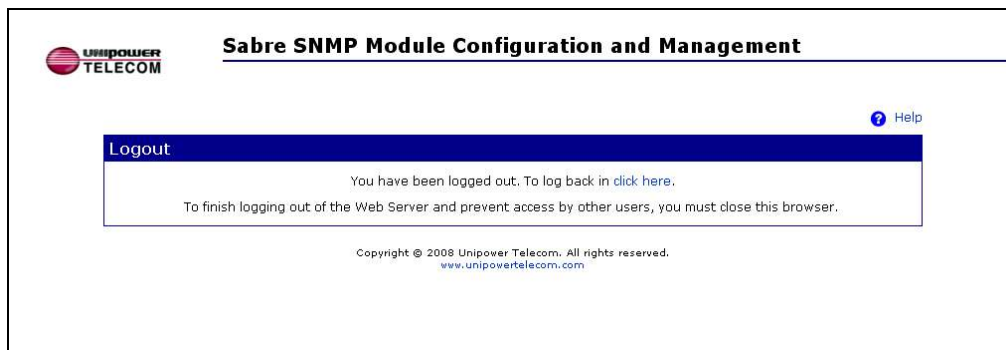 UNIPOWER
TELECOM
Sabre SNMP Module Configuration and Management
? Help
Logout
You have been logged out. To log back in click here.
To finish logging out of the Web Server and prevent access by other users, you must close this browser.
Copyright © 2008 Unipower Telecom. All rights reserved.
www.unipowertelecom.com